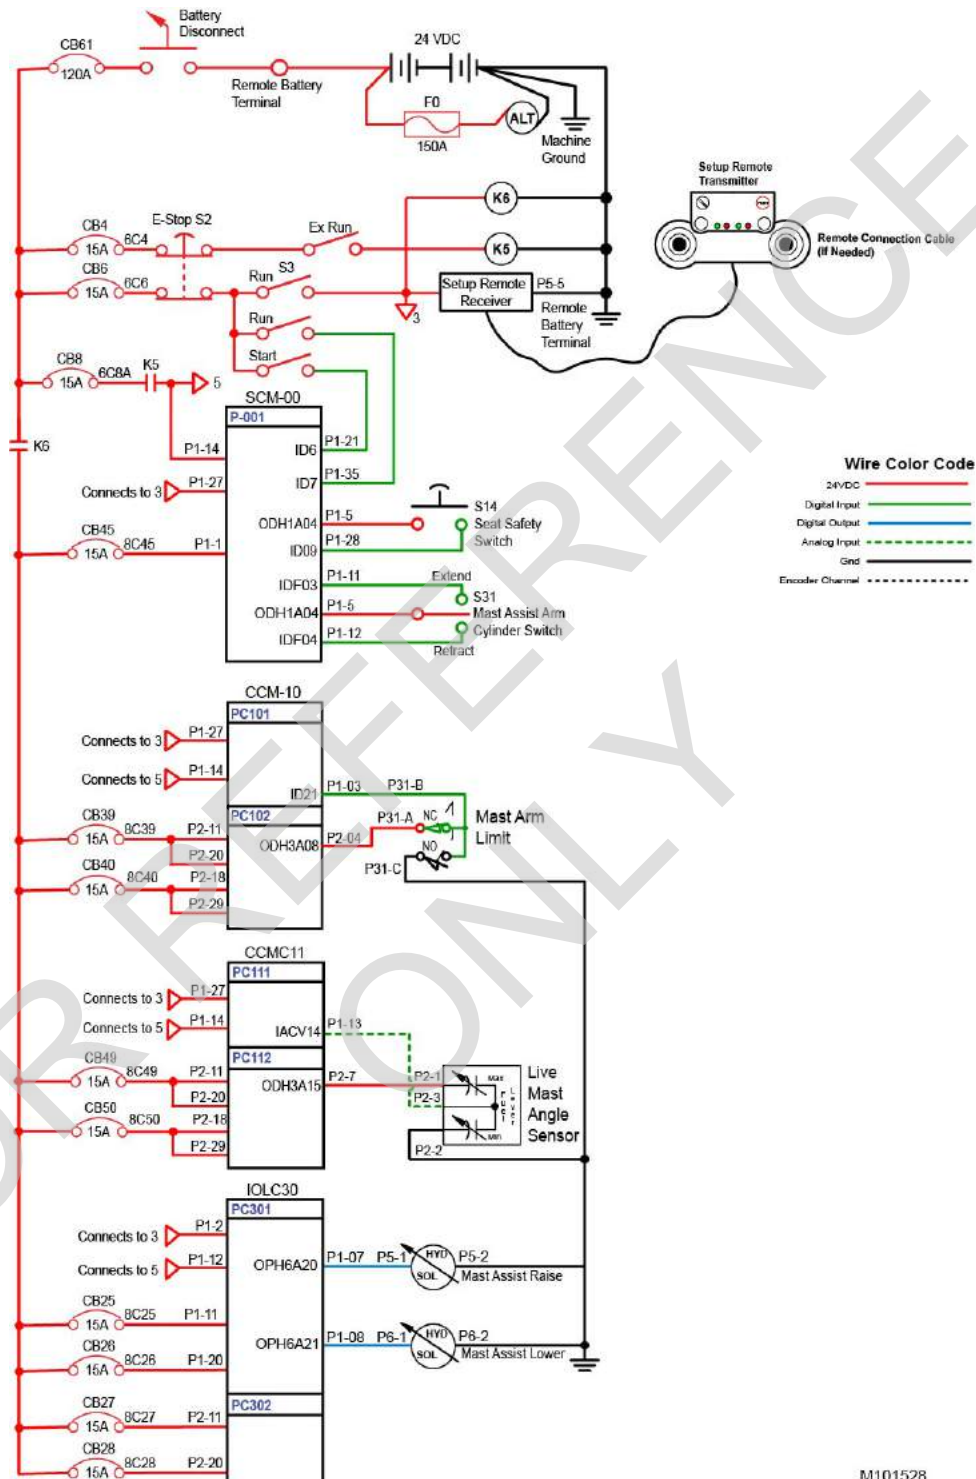 Battery
Disconnect
CB61
120A
24 VDC
Remote Battery
Terminal
F0
150A
ALT
Machine
Ground
Setup Remote
Transmitter
Remote Connection Cable
(If Needed)
K6
CB4
15A
6C4
E-Stop S2
Ex Run
K5
CB6
15A
6C6
Run
S3
Setup Remote
Receiver
P5-5
3
Remote
Battery
Terminal
Run
Start
CB8
15A
6C8A
K5
5
K6
SCM-00
P-001
P1-14
ID6
P1-21
Connects to 3
P1-27
ID7
P1-35
CB45
15A
8C45
P1-1
ODH1A04
P1-5
S14
Seat Safety
Switch
ID09
P1-28
IDF03
P1-11
Extend
S31
ODH1A04
P1-5
Mast Assist Arm
Cylinder Switch
IDF04
P1-12
Retract
Wire Color Code
24VDC
Digital Input
Digital Output
Analog Input
Gnd
Encoder Channel
CCM-10
PC101
Connects to 3
P1-27
Connects to 5
P1-14
ID21
P1-03
P31-B
PC102
CB39
15A
8C39
P2-11
P2-20
ODH3A08
P2-04
P31-A
NC
NO
Mast Arm
Limit
P31-C
CB40
15A
8C40
P2-18
P2-29
CCMC11
PC111
Connects to 3
P1-27
Connects to 5
P1-14
IACV14
P1-13
PC112
CB49
15A
8C49
P2-11
P2-20
ODH3A15
P2-7
P2-1
P2-3
P2-2
Max
Min
Fuel
Lever
Live
Mast
Angle
Sensor
CB50
15A
8C50
P2-18
P2-29
IOLC30
PC301
Connects to 3
P1-2
Connects to 5
P1-12
OPH6A20
P1-07
P5-1
HYD
SOL
P5-2
Mast Assist Raise
CB25
15A
8C25
P1-11
OPH6A21
P1-08
P6-1
HYD
SOL
P6-2
Mast Assist Lower
CB26
15A
8C26
P1-20
PC302
CB27
15A
8C27
P2-11
CB28
15A
8C28
P2-20
M101528
FOR REFERENCE
ONLY